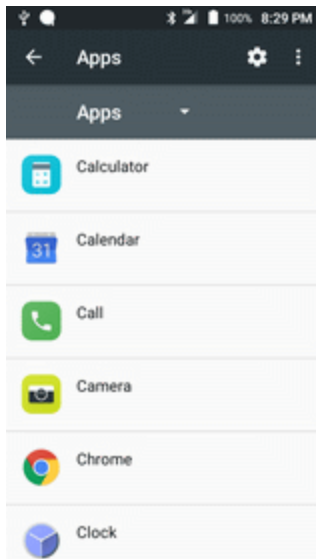 100% 8:29 PM
Apps
Apps
Calculator
31
Calendar
Call
Camera
Chrome
Clock